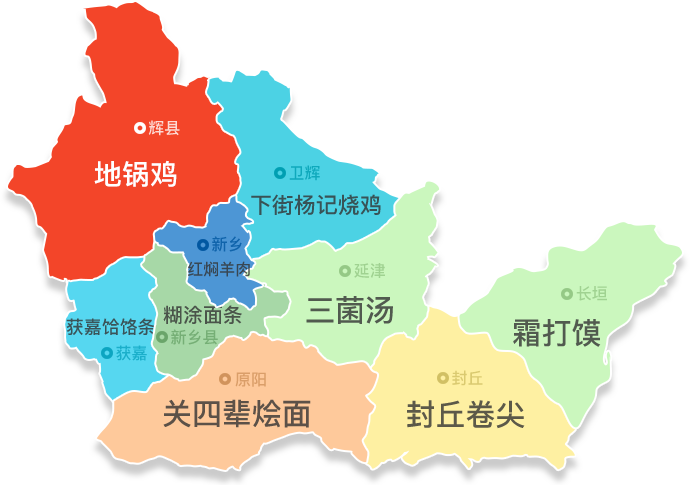 辉县
地锅鸡
卫辉
下街杨记烧鸡
新乡
红焖羊肉
延津
三菌汤
长垣
霜打馍
获嘉饸饹条
获嘉
糊涂面条
新乡县
原阳
关四辈烩面
封丘
封丘卷尖